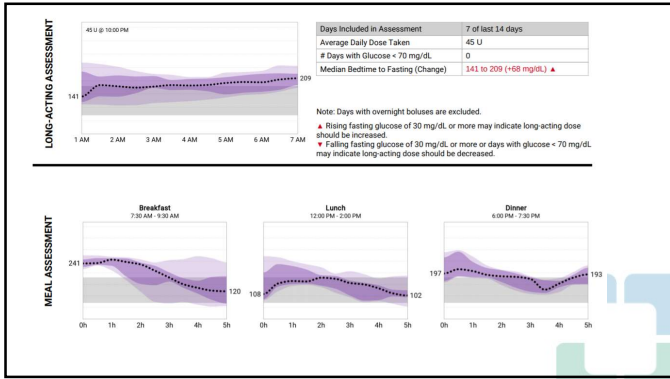 LONG-ACTING ASSESSMENT
45 U @ 10:00 PM
141
209
1 AM 2 AM 3 AM 4 AM 5 AM 6 AM 7 AM
Days Included in Assessment 7 of last 14 days
Average Daily Dose Taken 45 U
# Days with Glucose < 70 mg/dL 0
Median Bedtime to Fasting (Change) 141 to 209 (+68 mg/dL) ▲
Note: Days with overnight boluses are excluded.
▲ Rising fasting glucose of 30 mg/dL or more may indicate long-acting dose
should be increased.
▼ Falling fasting glucose of 30 mg/dL or more or days with glucose < 70 mg/dL
may indicate long-acting dose should be decreased.
MEAL ASSESSMENT
Breakfast
7:30 AM - 9:30 AM
241
120
0h 1h 2h 3h 4h 5h
Lunch
12:00 PM - 2:00 PM
108
102
0h 1h 2h 3h 4h 5h
Dinner
6:00 PM - 7:30 PM
197
193
0h 1h 2h 3h 4h 5h